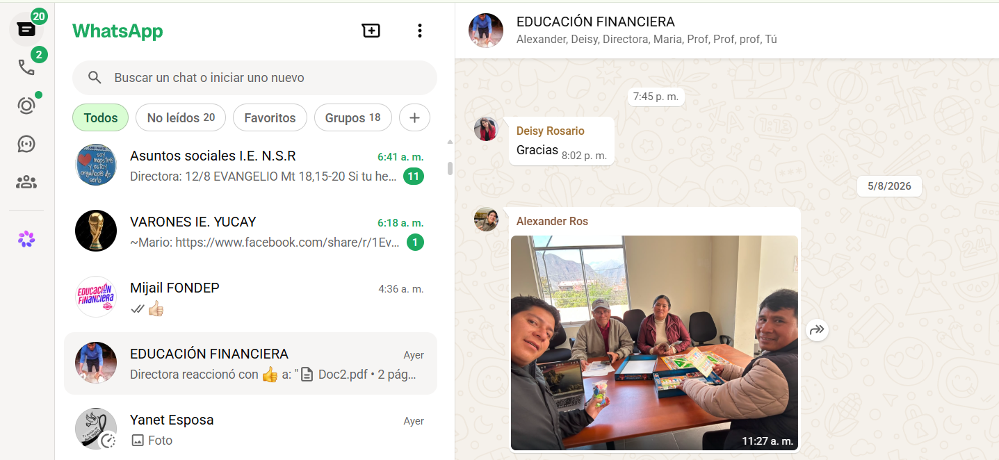 20
WhatsApp
2
Buscar un chat o iniciar uno nuevo
Todos
No leídos 20
Favoritos
Grupos 18
Asuntos sociales I.E. N.S.R
6:41 a. m.
Directora: 12/8 EVANGELIO Mt 18,15-20 Si tu he...
11
VARONES IE. YUCAY
6:18 a. m.
~Mario: https://www.facebook.com/share/r/1Ev...
1
EDUCACIÓN FINANCIERA
Mijail FONDEP
4:36 a. m.
👍🏻
EDUCACIÓN FINANCIERA
Ayer
Directora reaccionó con 👍 a: " Doc2.pdf • 2 pág...
Yanet Esposa
Ayer
Foto
EDUCACIÓN FINANCIERA
Alexander, Deisy, Directora, Maria, Prof, Prof, prof, Tú
7:45 p. m.
Deisy Rosario
Gracias 8:02 p. m.
5/8/2026
Alexander Ros
11:27 a. m.